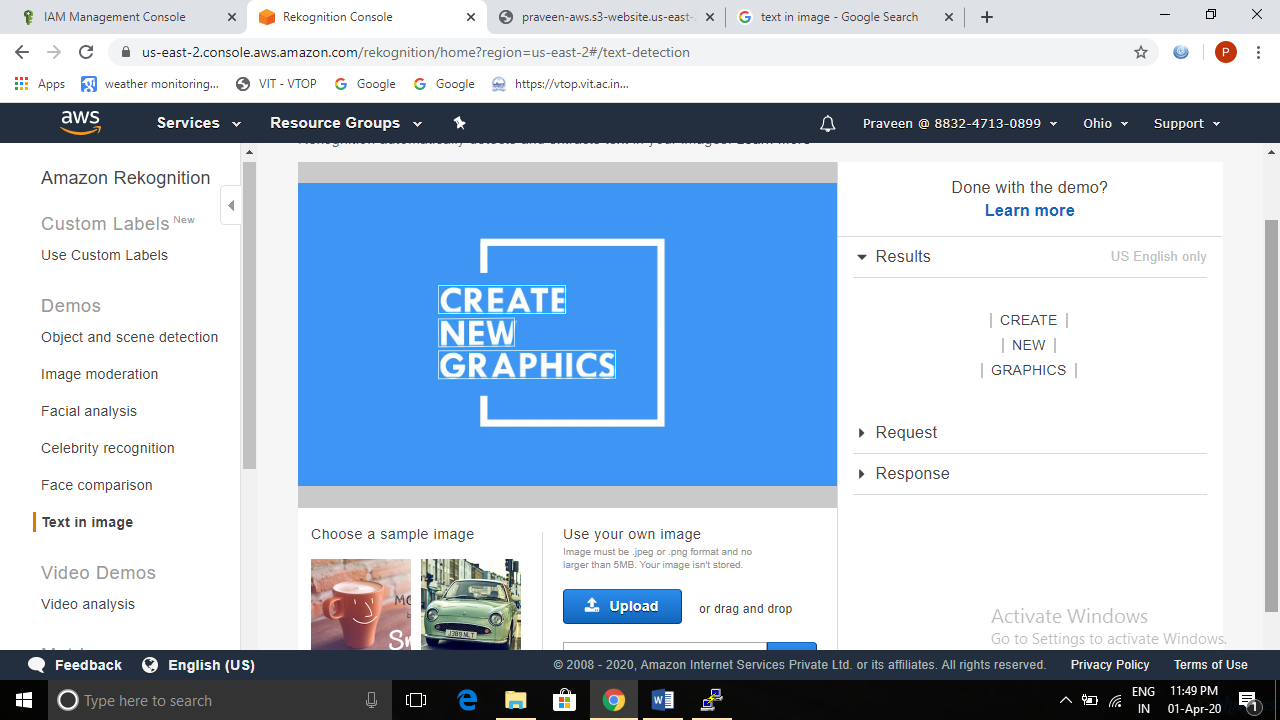 IAM Management Console
Rekognition Console
praveen-aws.s3-website.us-east-
text in image - Google Search
us-east-2.console.aws.amazon.com/rekognition/home?region=us-east-2#/text-detection
P
Apps
weather monitoring...
VIT - VTOP
Google
Google
https://vtop.vit.ac.in...
aws
Services
Resource Groups
Praveen @ 8832-4713-0899
Ohio
Support
Amazon Rekognition
Custom Labels New
Use Custom Labels
Demos
Object and scene detection
Image moderation
Facial analysis
Celebrity recognition
Face comparison
Text in image
Video Demos
Video analysis
CREATE
NEW
GRAPHICS
Done with the demo?
Learn more
Results
US English only
| CREATE |
| NEW |
| GRAPHICS |
Request
Response
Choose a sample image
Use your own image
Image must be .jpeg or .png format and no
larger than 5MB. Your image isn't stored.
Upload
or drag and drop
Activate Windows
Go to Settings to activate Windows.
Feedback
English (US)
© 2008 - 2020, Amazon Internet Services Private Ltd. or its affiliates. All rights reserved.
Privacy Policy
Terms of Use
Type here to search
ENG
IN
11:49 PM
01-Apr-20
1